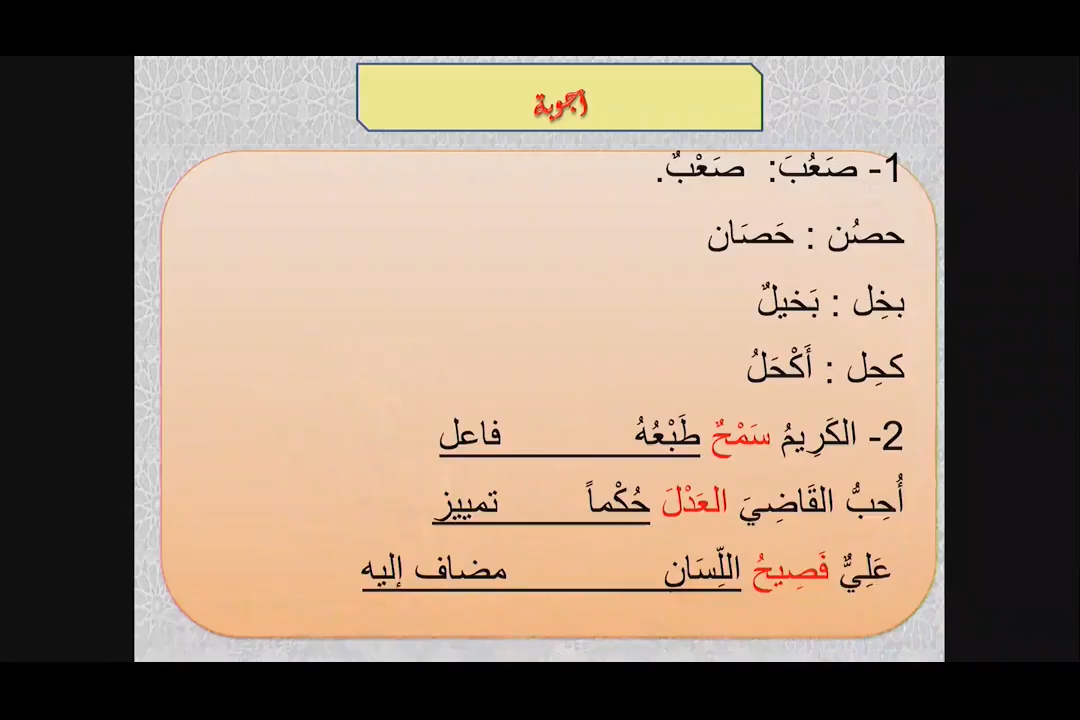 أجوبة
1- صَعُبَ: صَعْبٌ.
حصُن : حَصَان
بخِل : بَخيلٌ
كحِل : أَكْحَلُ
2- الكَرِيمُ سَمْحٌ طَبْعُهُ فاعل
أُحِبُّ القَاضِيَ العَدْلَ حُكْماً تمييز
عَلِيٌّ فَصِيحُ اللِّسَانِ مضاف إليه